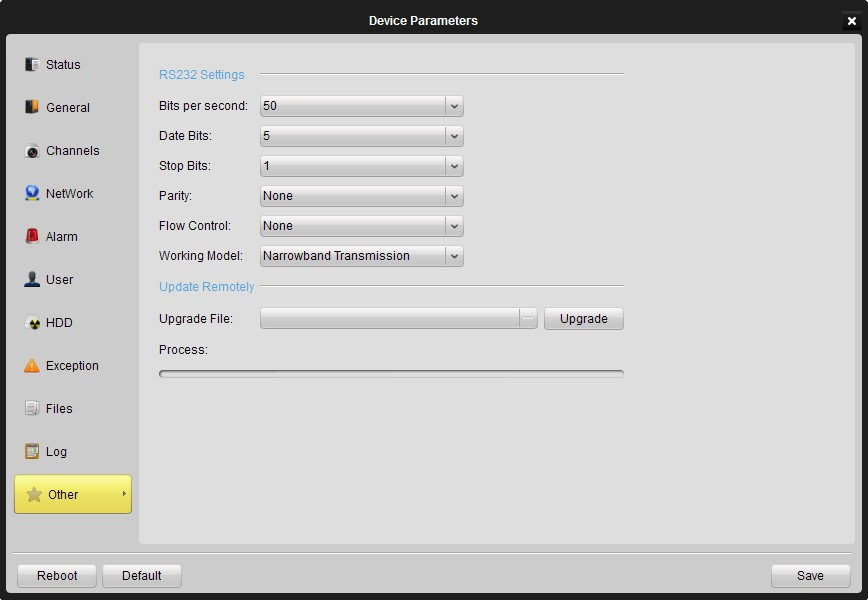 Device Parameters
Status
General
Channels
NetWork
Alarm
User
HDD
Exception
Files
Log
Other
RS232 Settings
Bits per second: 50
Date Bits: 5
Stop Bits: 1
Parity: None
Flow Control: None
Working Model: Narrowband Transmission
Update Remotely
Upgrade File: ... Upgrade
Process:
Reboot Default Save